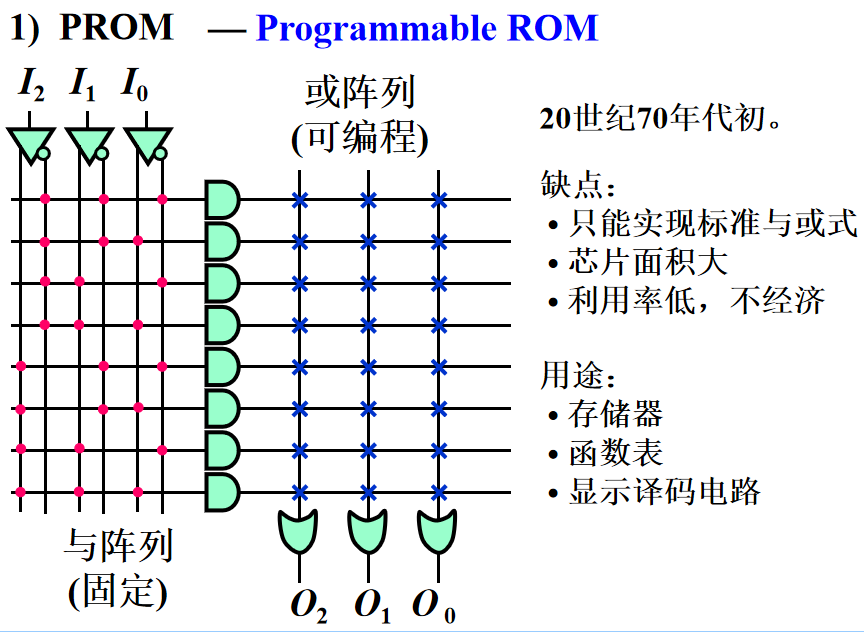 1) PROM — Programmable ROM
I₂ I₁ I₀
或阵列
(可编程)
与阵列
(固定)
O₂ O₁ O₀
20世纪70年代初。
缺点：
• 只能实现标准与或式
• 芯片面积大
• 利用率低，不经济
用途：
• 存储器
• 函数表
• 显示译码电路